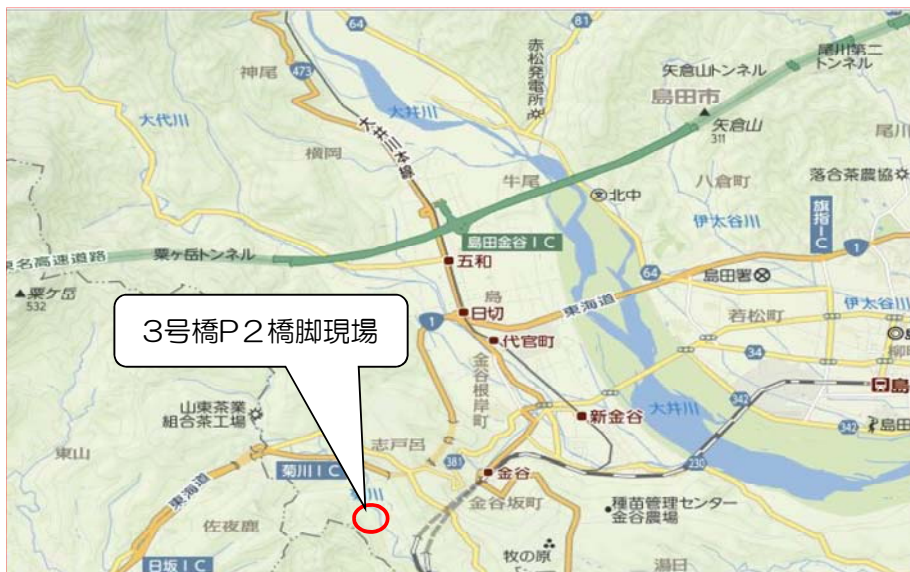 64
赤松発電所
81
尾川第二
トンネル
神尾
473
矢倉山トンネル
島田市
大代川
大井川
矢倉山
311
尾川
大井川本線
横岡
牛尾
北中
八倉町
落合茶農協
旗指IC
伊太谷川
1
島田金谷IC
東名高速道路
粟ヶ岳トンネル
五和
64
島田署
粟ケ岳
532
島
東海道
伊太谷川
3号橋P2橋脚現場
1
日切
若松町
代官町
34
柳町
金谷根岸町
島
山東茶業
組合茶工場
新金谷
大井川
342
342
島田
東山
志戸呂
菊川IC
381
金谷
230
東海道
金谷坂町
種苗管理センター
金谷農場
佐夜鹿
牧の原
日坂IC
湯日